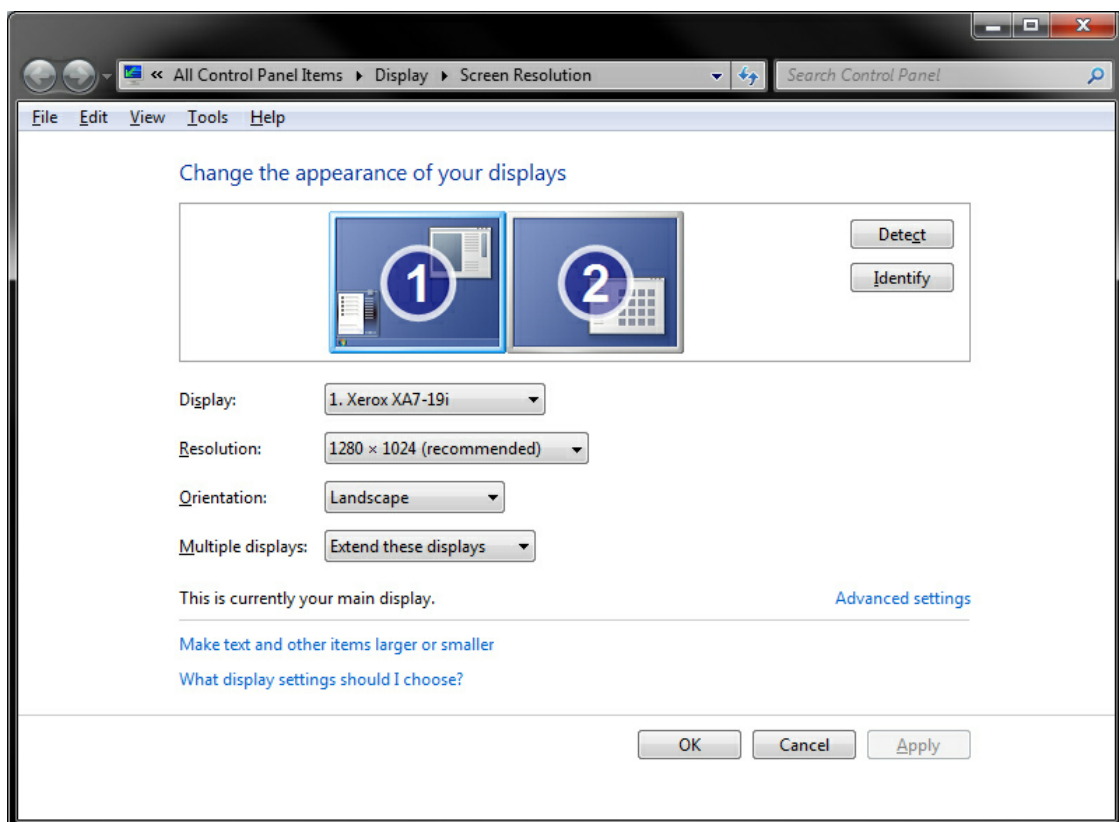 « All Control Panel Items ▸ Display ▸ Screen Resolution Search Control Panel
File Edit View Tools Help
Change the appearance of your displays
1 2
Detect
Identify
Display: 1. Xerox XA7-19i
Resolution: 1280 × 1024 (recommended)
Orientation: Landscape
Multiple displays: Extend these displays
This is currently your main display. Advanced settings
Make text and other items larger or smaller
What display settings should I choose?
OK Cancel Apply